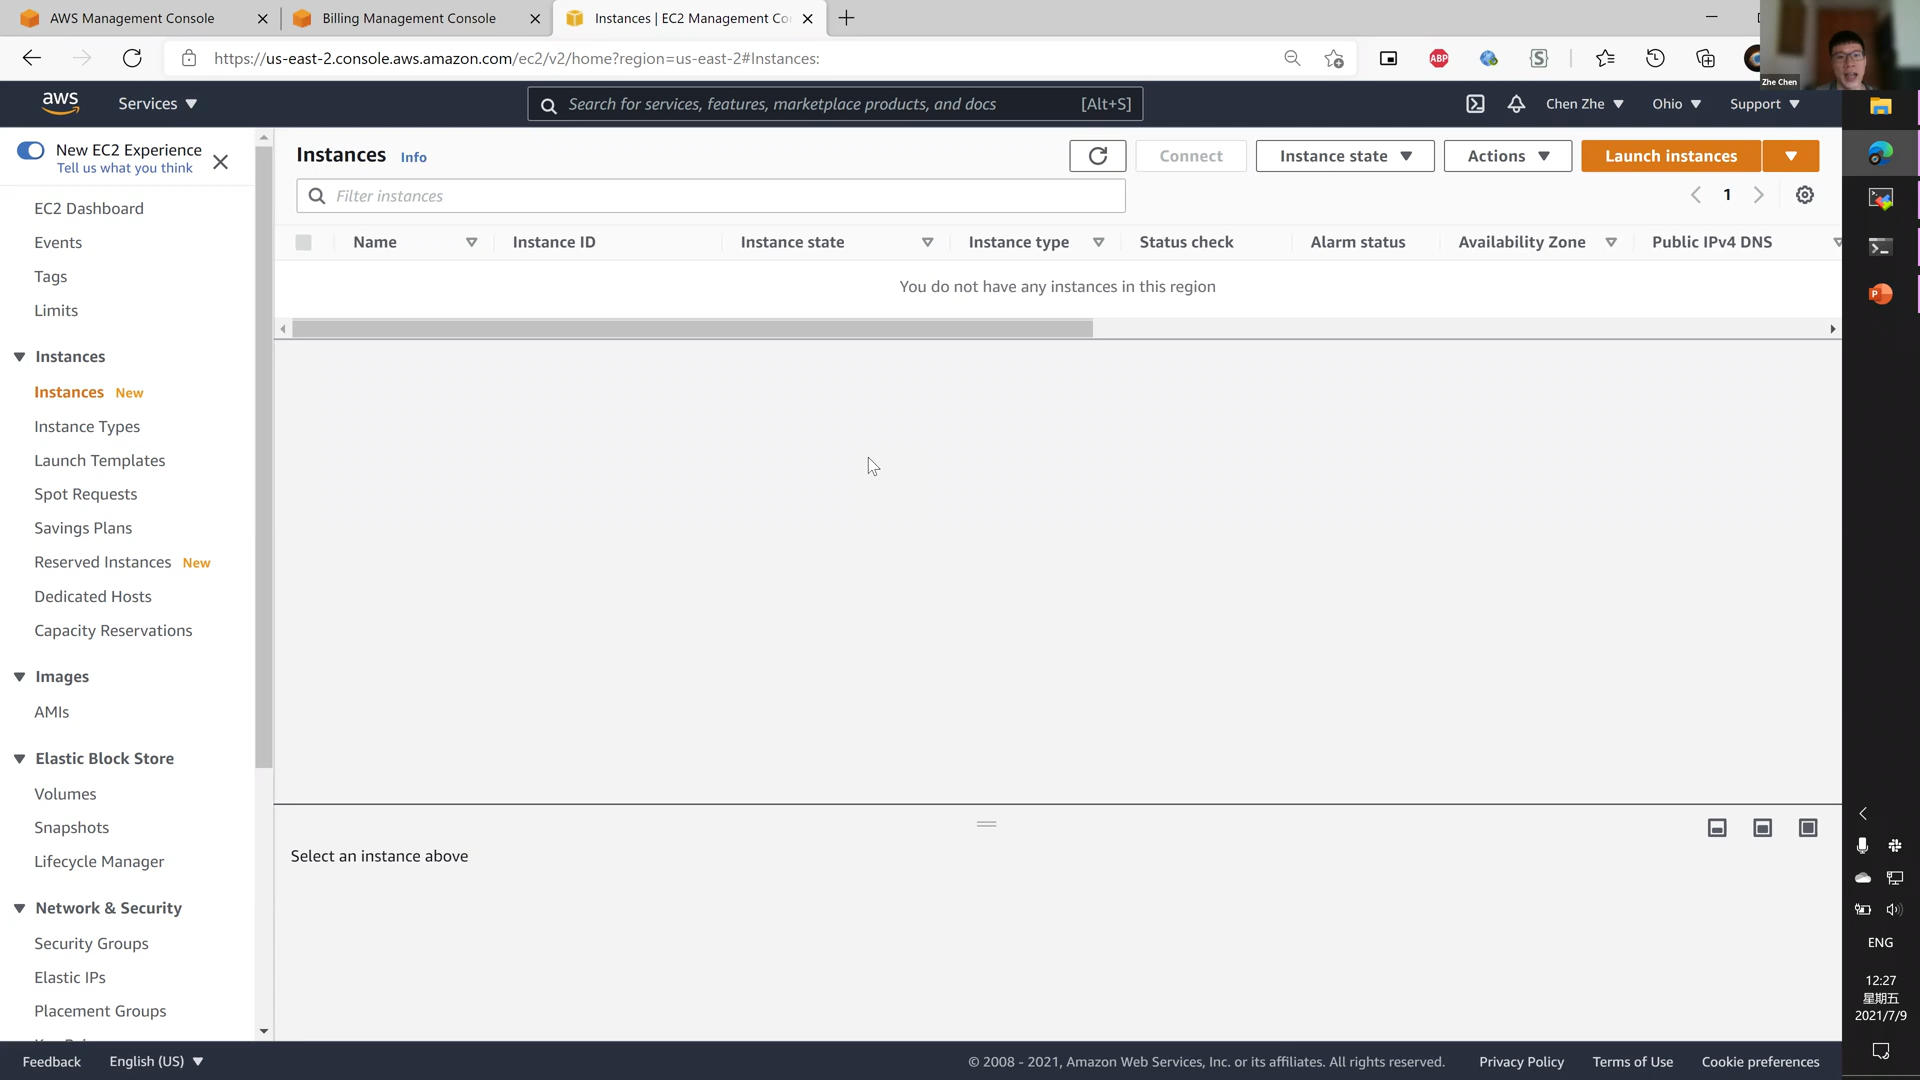 AWS Management Console
Billing Management Console
Instances | EC2 Management Co
https://us-east-2.console.aws.amazon.com/ec2/v2/home?region=us-east-2#Instances:
ABP
Zhe Chen
aws
Services
Search for services, features, marketplace products, and docs
[Alt+S]
Chen Zhe
Ohio
Support
New EC2 Experience
Tell us what you think
EC2 Dashboard
Events
Tags
Limits
Instances
Instances New
Instance Types
Launch Templates
Spot Requests
Savings Plans
Reserved Instances New
Dedicated Hosts
Capacity Reservations
Images
AMIs
Elastic Block Store
Volumes
Snapshots
Lifecycle Manager
Network & Security
Security Groups
Elastic IPs
Placement Groups
Instances Info
Connect
Instance state
Actions
Launch instances
Filter instances
1
Name
Instance ID
Instance state
Instance type
Status check
Alarm status
Availability Zone
Public IPv4 DNS
You do not have any instances in this region
Select an instance above
ENG
12:27
星期五
2021/7/9
Feedback
English (US)
© 2008 - 2021, Amazon Web Services, Inc. or its affiliates. All rights reserved.
Privacy Policy
Terms of Use
Cookie preferences